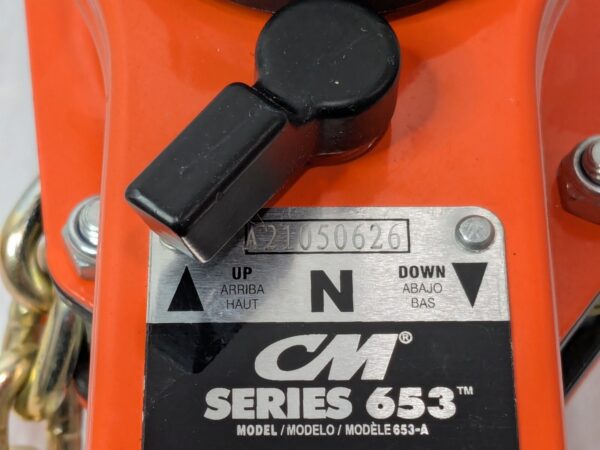 A21050626
UP N DOWN
ARRIBA ABAJO
HAUT BAS
CM®
SERIES 653™
MODEL / MODELO / MODÈLE 653-A